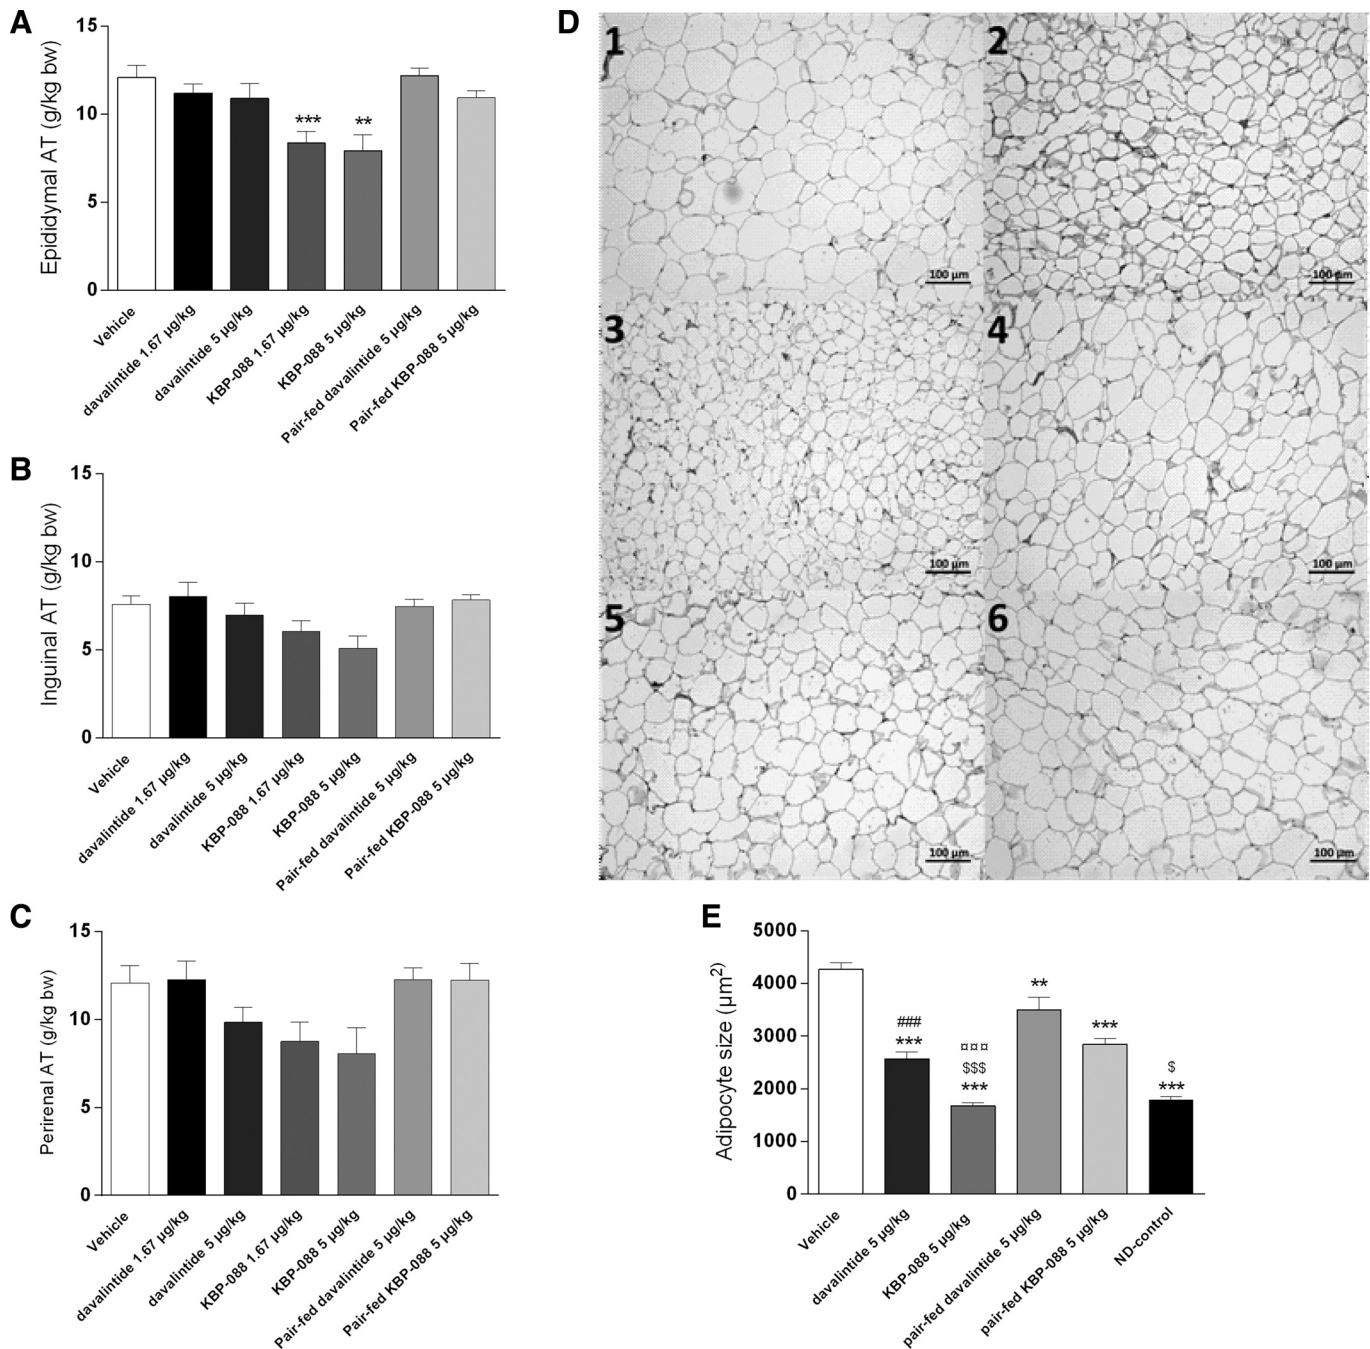 A
15
10
5
0
Epididymal AT (g/kg bw)
***
**
Vehicle
davalintide 1.67 µg/kg
davalintide 5 µg/kg
KBP-088 1.67 µg/kg
KBP-088 5 µg/kg
Pair-fed davalintide 5 µg/kg
Pair-fed KBP-088 5 µg/kg
B
15
10
5
0
Inguinal AT (g/kg bw)
Vehicle
davalintide 1.67 µg/kg
davalintide 5 µg/kg
KBP-088 1.67 µg/kg
KBP-088 5 µg/kg
Pair-fed davalintide 5 µg/kg
Pair-fed KBP-088 5 µg/kg
C
15
10
5
0
Perirenal AT (g/kg bw)
Vehicle
davalintide 1.67 µg/kg
davalintide 5 µg/kg
KBP-088 1.67 µg/kg
KBP-088 5 µg/kg
Pair-fed davalintide 5 µg/kg
Pair-fed KBP-088 5 µg/kg
D
1
100 µm
2
100 µm
3
100 µm
4
100 µm
5
100 µm
6
100 µm
E
5000
4000
3000
2000
1000
0
Adipocyte size (µm²)
###
***
¤¤¤
$$$
***
**
***
$
***
Vehicle
davalintide 5 µg/kg
KBP-088 5 µg/kg
pair-fed davalintide 5 µg/kg
pair-fed KBP-088 5 µg/kg
ND-control